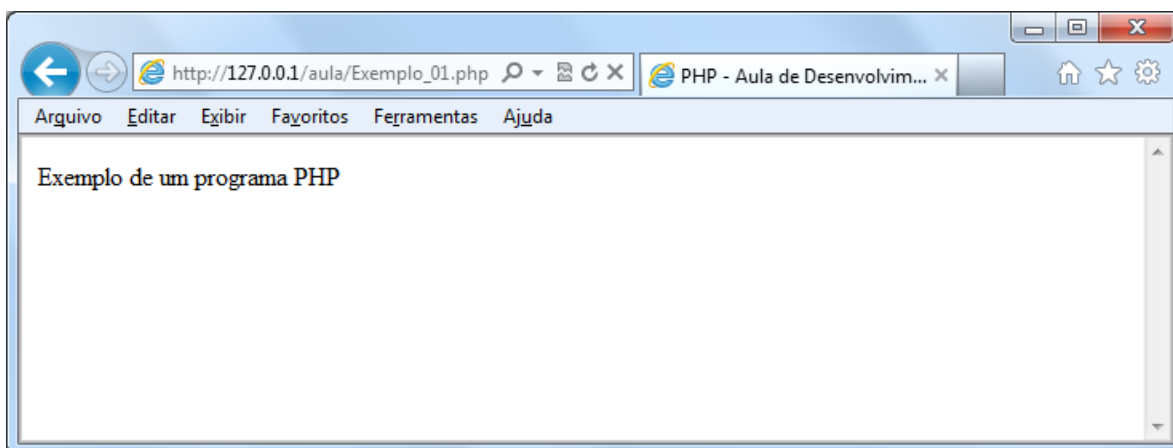 http://127.0.0.1/aula/Exemplo_01.php
PHP - Aula de Desenvolvim...
Arquivo Editar Exibir Favoritos Ferramentas Ajuda
Exemplo de um programa PHP